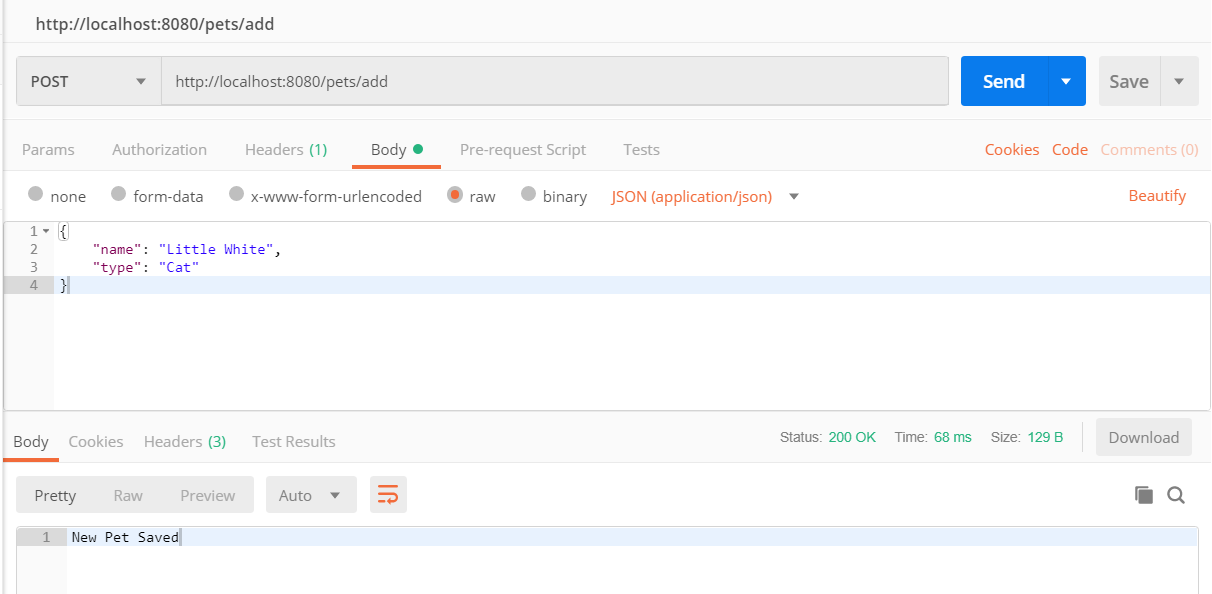 http://localhost:8080/pets/add
POST http://localhost:8080/pets/add Send Save
Params Authorization Headers (1) Body Pre-request Script Tests Cookies Code Comments (0)
none form-data x-www-form-urlencoded raw binary JSON (application/json) Beautify
1 {
2 "name": "Little White",
3 "type": "Cat"
4 }
Body Cookies Headers (3) Test Results Status: 200 OK Time: 68 ms Size: 129 B Download
Pretty Raw Preview Auto
1 New Pet Saved